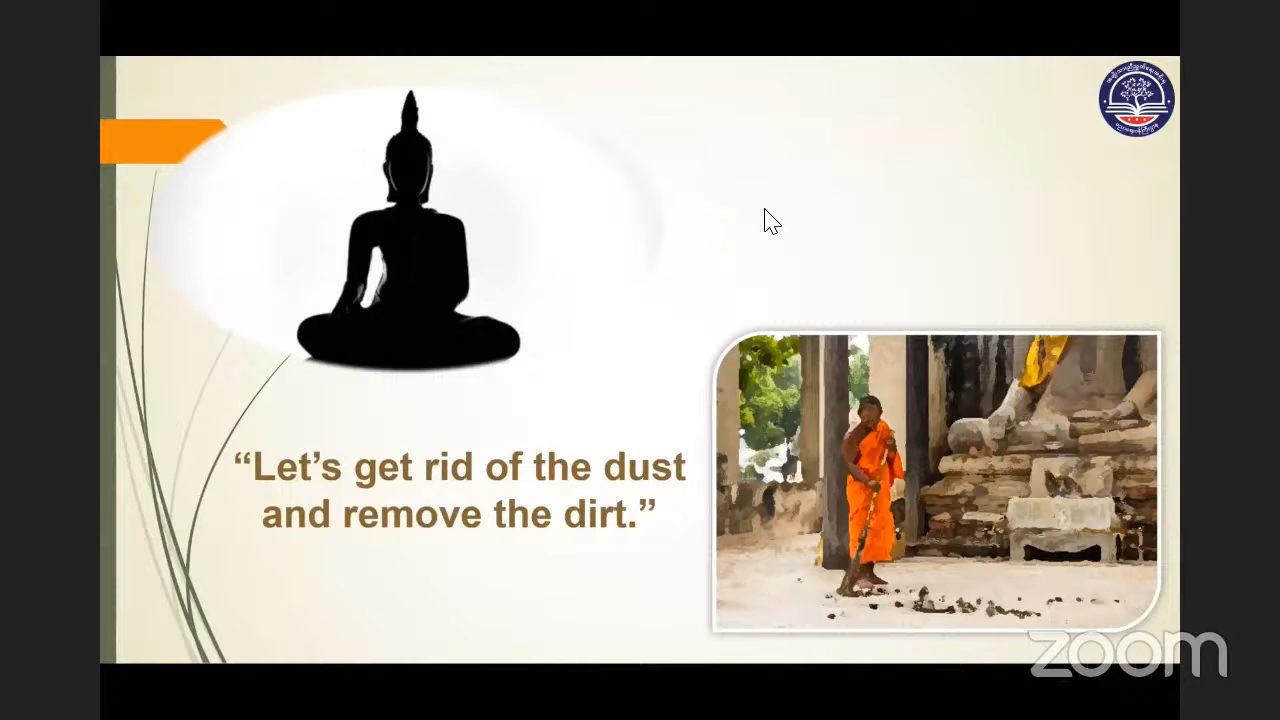 “Let’s get rid of the dust
and remove the dirt.”
zoom